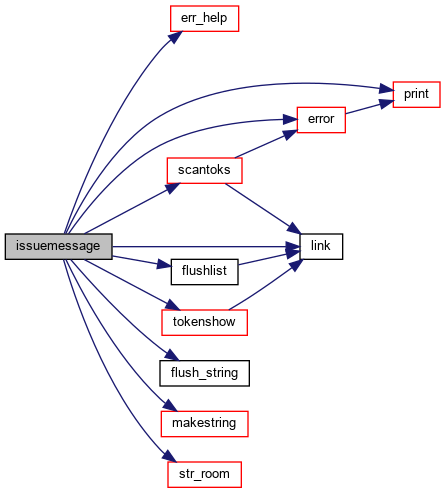 err_help
print
error
scantoks
issuemessage
link
flushlist
tokenshow
flush_string
makestring
str_room